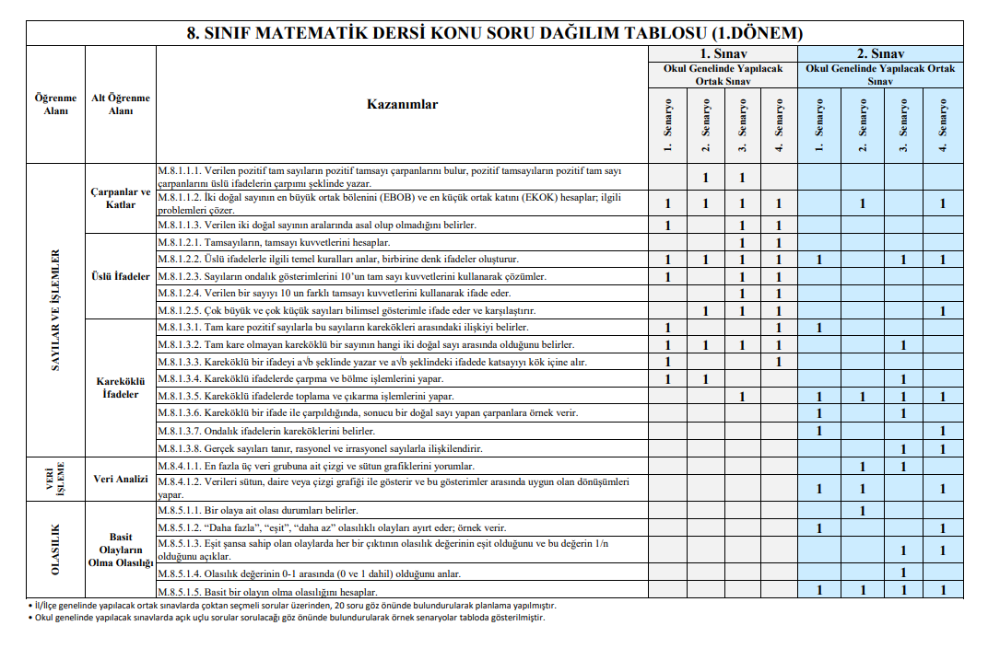 8. SINIF MATEMATİK DERSİ KONU SORU DAĞILIM TABLOSU (1.DÖNEM)
Öğrenme Alanı
Alt Öğrenme Alanı
Kazanımlar
1. Sınav
2. Sınav
Okul Genelinde Yapılacak Ortak Sınav
Okul Genelinde Yapılacak Ortak Sınav
1. Senaryo
2. Senaryo
3. Senaryo
4. Senaryo
1. Senaryo
2. Senaryo
3. Senaryo
4. Senaryo
SAYILAR VE İŞLEMLER
Çarpanlar ve Katlar
M.8.1.1.1. Verilen pozitif tam sayıların pozitif tamsayı çarpanlarını bulur, pozitif tamsayıların pozitif tam sayı
çarpanlarını üslü ifadelerin çarpımı şeklinde yazar.
1 1
M.8.1.1.2. İki doğal sayının en büyük ortak bölenini (EBOB) ve en küçük ortak katını (EKOK) hesaplar; ilgili
problemleri çözer.
1 1 1 1 1 1
M.8.1.1.3. Verilen iki doğal sayının aralarında asal olup olmadığını belirler.
1 1 1
Üslü İfadeler
M.8.1.2.1. Tamsayıların, tamsayı kuvvetlerini hesaplar.
1 1
M.8.1.2.2. Üslü ifadelerle ilgili temel kuralları anlar, birbirine denk ifadeler oluşturur.
1 1 1 1 1 1 1
M.8.1.2.3. Sayıların ondalık gösterimlerini 10’un tam sayı kuvvetlerini kullanarak çözümler.
1 1 1
M.8.1.2.4. Verilen bir sayıyı 10 un farklı tamsayı kuvvetlerini kullanarak ifade eder.
1 1
M.8.1.2.5. Çok büyük ve çok küçük sayıları bilimsel gösterimle ifade eder ve karşılaştırır.
1 1 1 1
Kareköklü İfadeler
M.8.1.3.1. Tam kare pozitif sayılarla bu sayıların karekökleri arasındaki ilişkiyi belirler.
1 1 1
M.8.1.3.2. Tam kare olmayan kareköklü bir sayının hangi iki doğal sayı arasında olduğunu belirler.
1 1 1 1 1
M.8.1.3.3. Kareköklü bir ifadeyi a√b şeklinde yazar ve a√b şeklindeki ifadede katsayıyı kök içine alır.
1 1
M.8.1.3.4. Kareköklü ifadelerde çarpma ve bölme işlemlerini yapar.
1 1 1
M.8.1.3.5. Kareköklü ifadelerde toplama ve çıkarma işlemlerini yapar.
1 1 1 1 1
M.8.1.3.6. Kareköklü bir ifade ile çarpıldığında, sonucu bir doğal sayı yapan çarpanlara örnek verir.
1 1
M.8.1.3.7. Ondalık ifadelerin kareköklerini belirler.
1 1
M.8.1.3.8. Gerçek sayıları tanır, rasyonel ve irrasyonel sayılarla ilişkilendirir.
1 1
VERİ İŞLEME
Veri Analizi
M.8.4.1.1. En fazla üç veri grubuna ait çizgi ve sütun grafiklerini yorumlar.
1 1
M.8.4.1.2. Verileri sütun, daire veya çizgi grafiği ile gösterir ve bu gösterimler arasında uygun olan dönüşümleri
yapar.
1 1 1
OLASILIK
Basit Olayların Olma Olasılığı
M.8.5.1.1. Bir olaya ait olası durumları belirler.
1
M.8.5.1.2. “Daha fazla”, “eşit”, “daha az” olasılıklı olayları ayırt eder; örnek verir.
1 1
M.8.5.1.3. Eşit şansa sahip olan olaylarda her bir çıktının olasılık değerinin eşit olduğunu ve bu değerin 1/n
olduğunu açıklar.
1 1
M.8.5.1.4. Olasılık değerinin 0-1 arasında (0 ve 1 dahil) olduğunu anlar.
1
M.8.5.1.5. Basit bir olayın olma olasılığını hesaplar.
1 1 1 1
• İl/İlçe genelinde yapılacak ortak sınavlarda çoktan seçmeli sorular üzerinden, 20 soru göz önünde bulundurularak planlama yapılmıştır.
• Okul genelinde yapılacak sınavlarda açık uçlu sorular sorulacağı göz önünde bulundurularak örnek senaryolar tabloda gösterilmiştir.